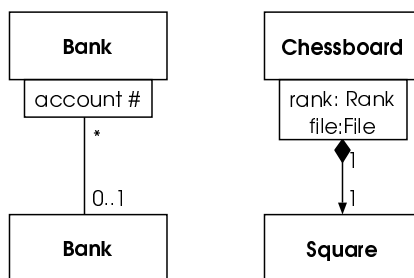 Bank
account #
*
0..1
Bank
Chessboard
rank: Rank
file:File
1
1
Square